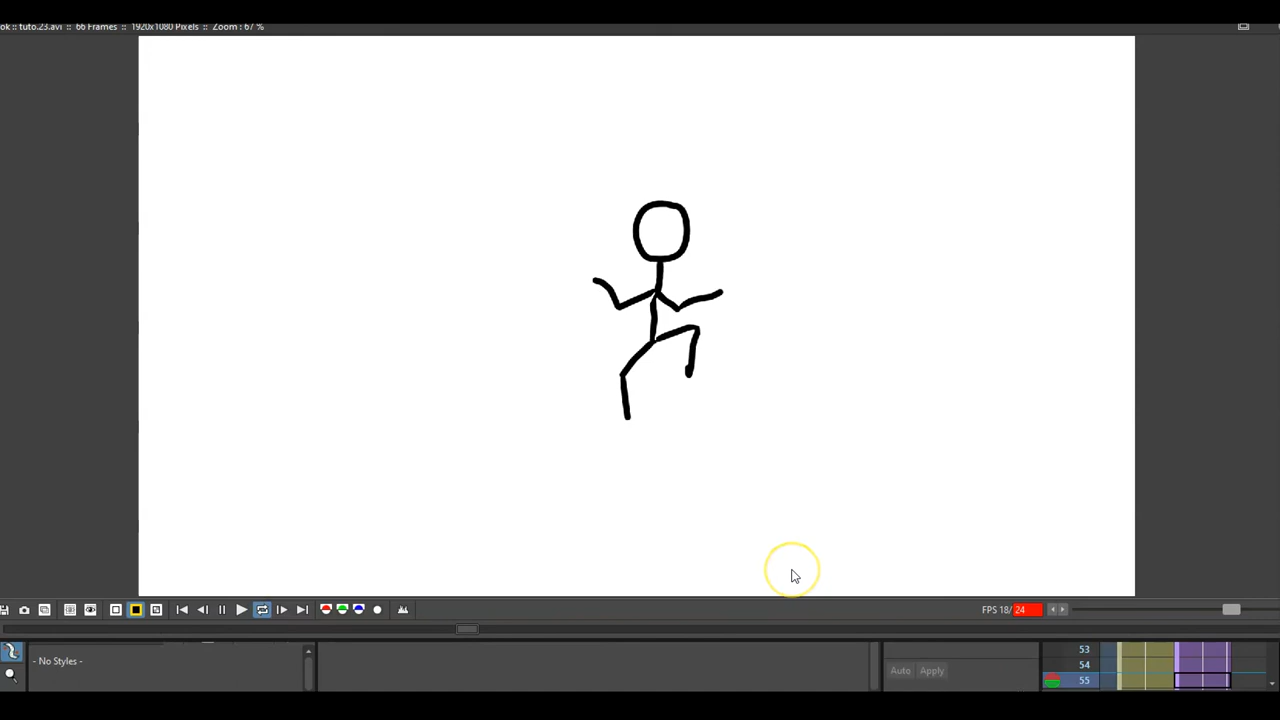 ok :: tuto.23.avi :: 66 Frames :: 1920x1080 Pixels :: Zoom : 67 %
FPS 18/ 24
- No Styles -
Auto Apply
53
54
55